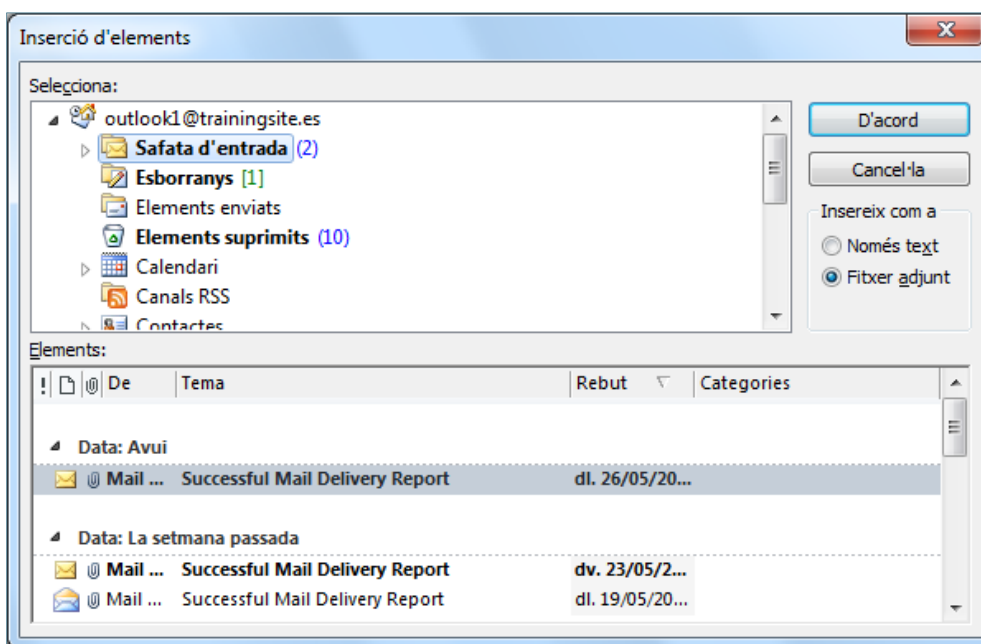 Inserció d'elements
Selecciona:
outlook1@trainingsite.es
Safata d'entrada (2)
Esborranys [1]
Elements enviats
Elements suprimits (10)
Calendari
Canals RSS
Contactes
D'acord
Cancel·la
Insereix com a
Només text
Fitxer adjunt
Elements:
! De Tema Rebut Categories
Data: Avui
Mail ... Successful Mail Delivery Report dl. 26/05/20...
Data: La setmana passada
Mail ... Successful Mail Delivery Report dv. 23/05/2...
Mail ... Successful Mail Delivery Report dl. 19/05/20...